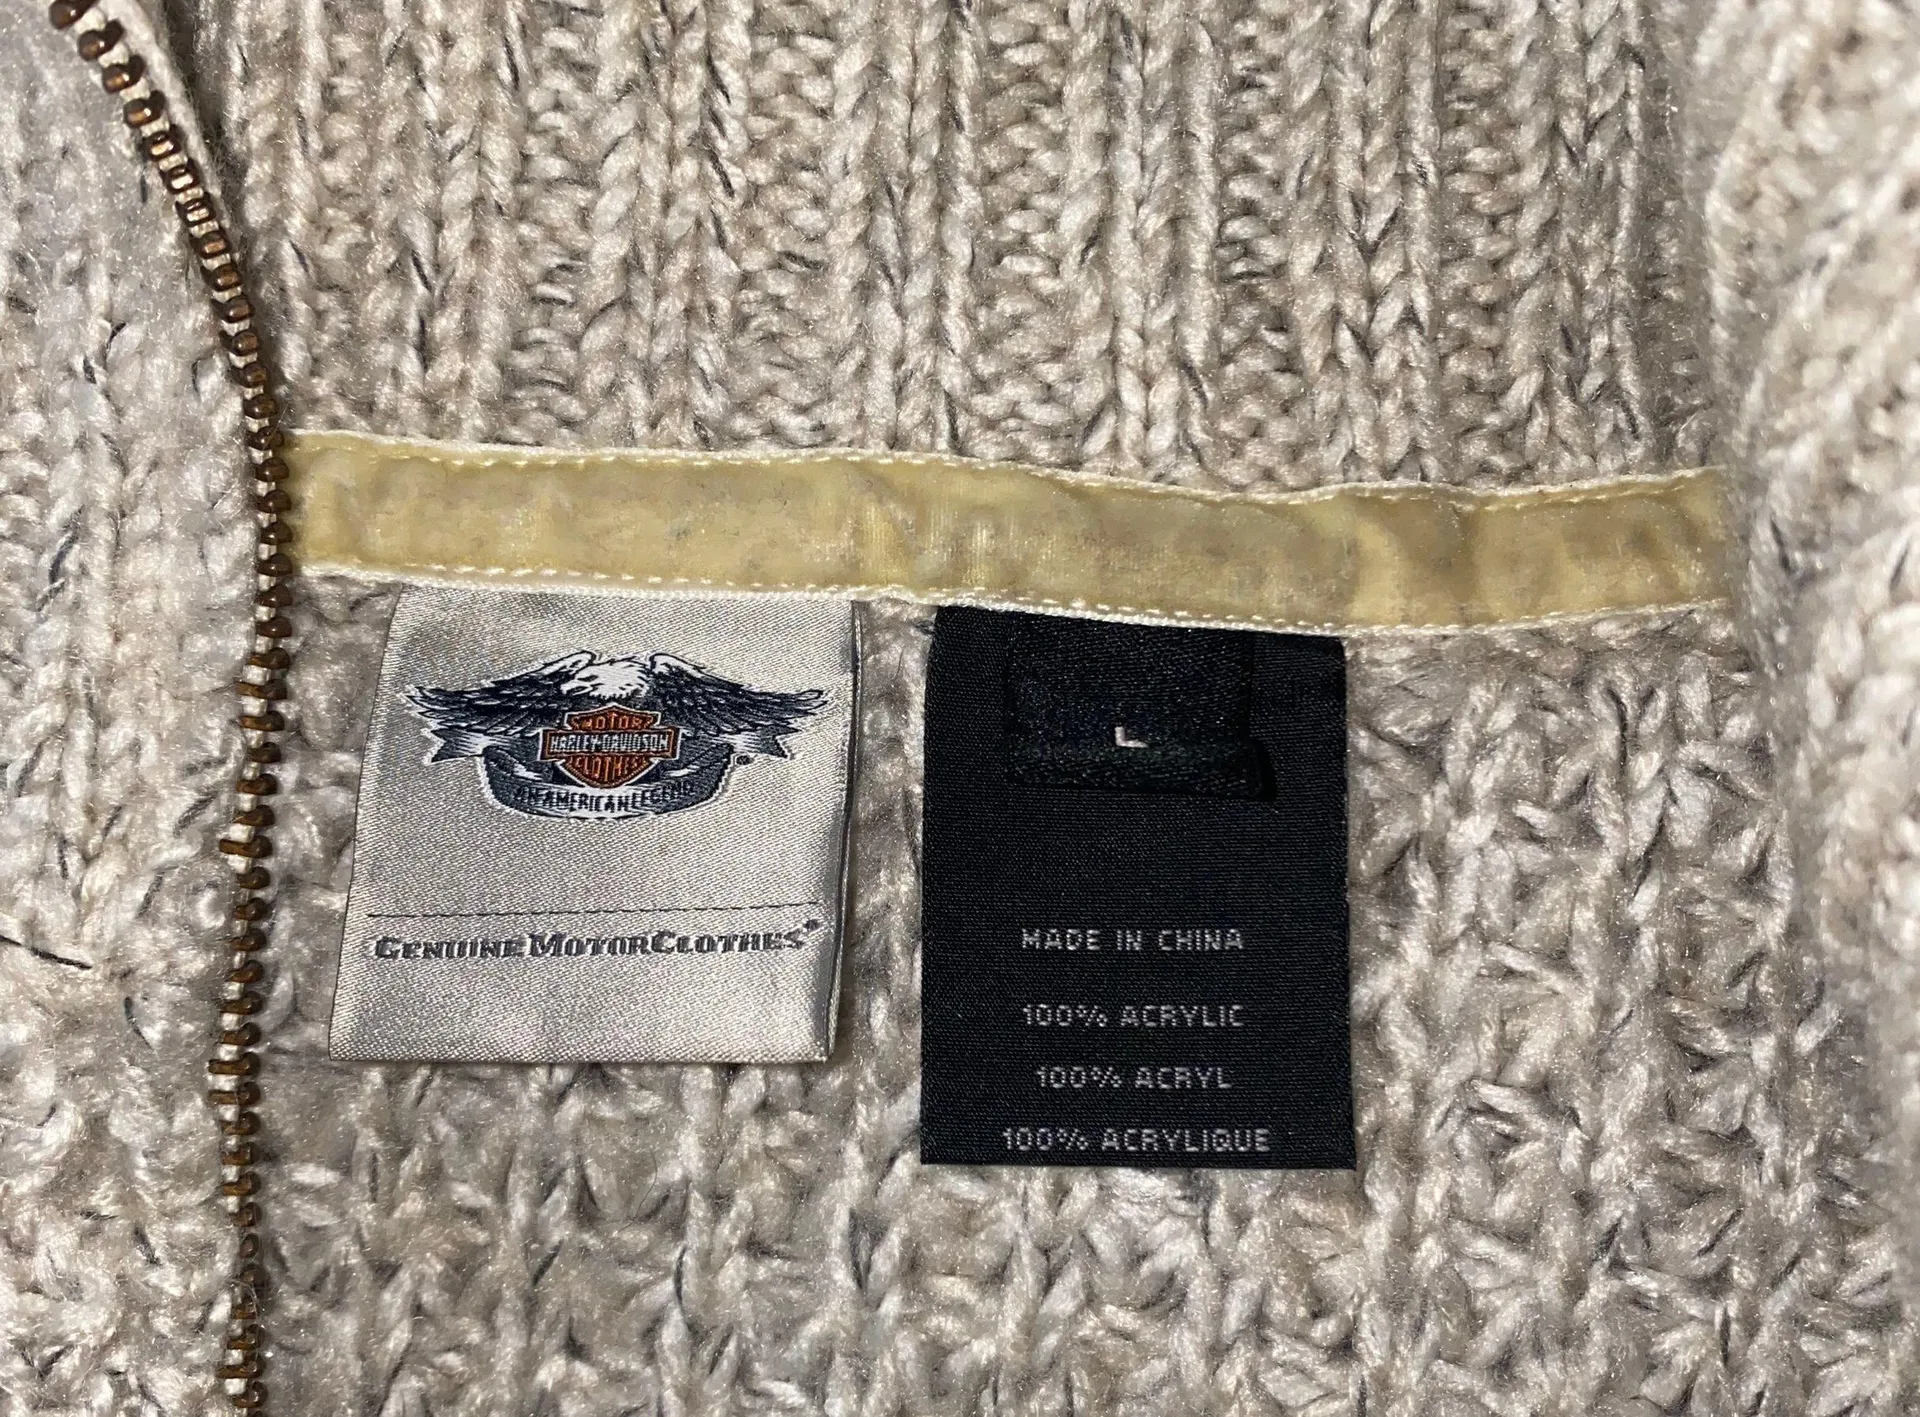 MOTOR
HARLEY-DAVIDSON
CLOTHES
®
AN AMERICAN LEGEND
GENUINE MOTORCLOTHES®
L
MADE IN CHINA
100% ACRYLIC
100% ACRYL
100% ACRYLIQUE